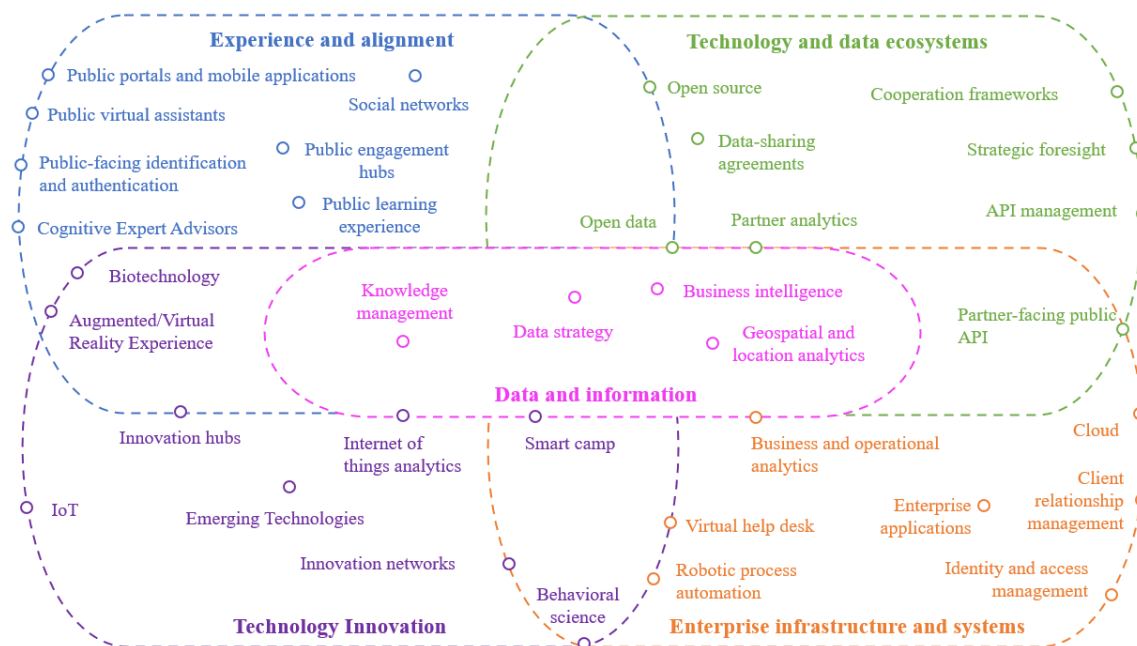 Experience and alignment
Technology and data ecosystems
Public portals and mobile applications
Social networks
Open source
Cooperation frameworks
Public virtual assistants
Public engagement
hubs
Data-sharing
agreements
Strategic foresight
Public-facing identification
and authentication
Public learning
experience
Cognitive Expert Advisors
Open data
Partner analytics
API management
Biotechnology
Knowledge
management
Business intelligence
Augmented/Virtual
Reality Experience
Data strategy
Geospatial and
location analytics
Partner-facing public
API
Data and information
Innovation hubs
Internet of
things analytics
Smart camp
Business and operational
analytics
Cloud
Client
relationship
management
IoT
Emerging Technologies
Enterprise
applications
Virtual help desk
Innovation networks
Behavioral
science
Robotic process
automation
Identity and access
management
Technology Innovation
Enterprise infrastructure and systems